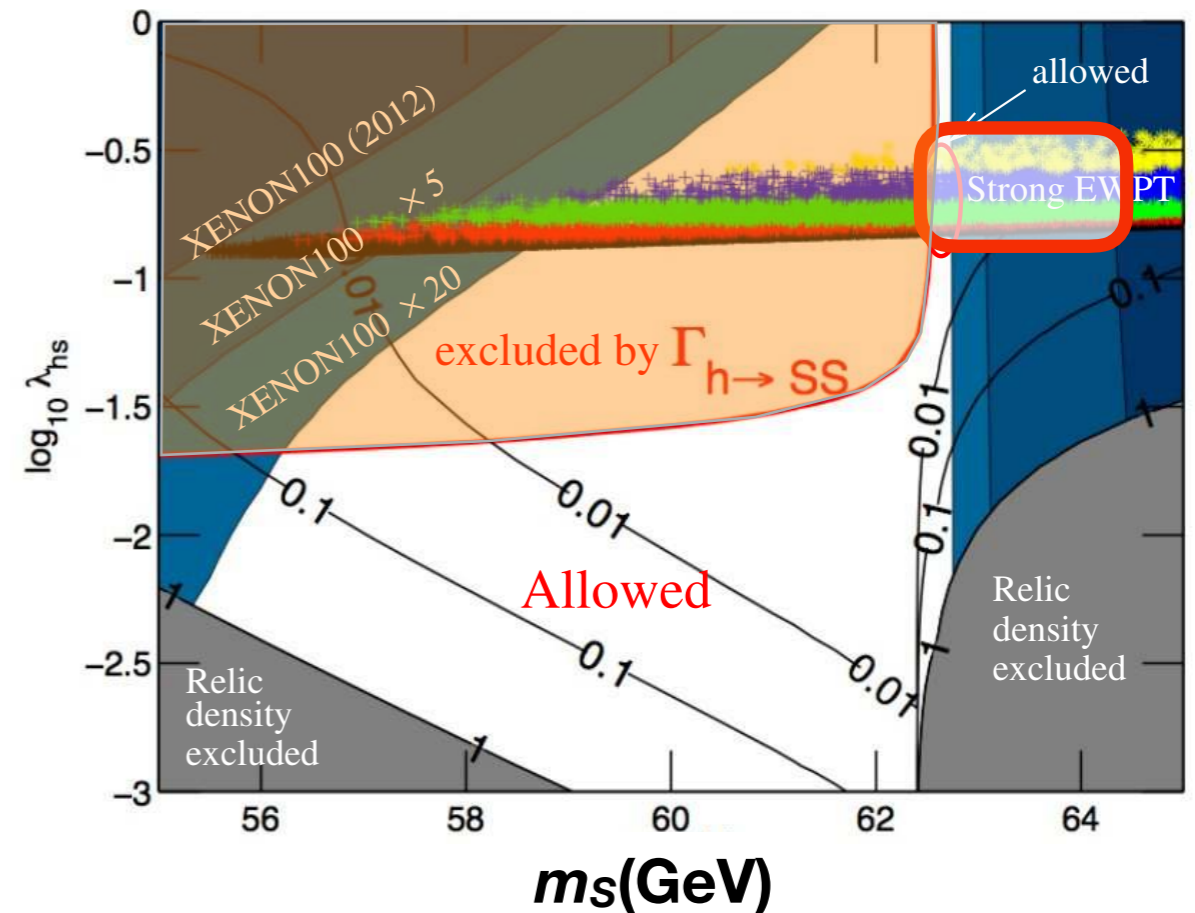 0
−0.5
−1
−1.5
−2
−2.5
−3
log₁₀ λhs
56
58
60
62
64
mS(GeV)
XENON100 (2012)
XENON100 × 5
XENON100 × 20
allowed
Strong EWPT
.01
0.1
excluded by Γh→ SS
1
0.01
0.1
0.1
0.01
0.1
Allowed
1
1
0.1
0.01
Relic
density
excluded
Relic
density
excluded
1